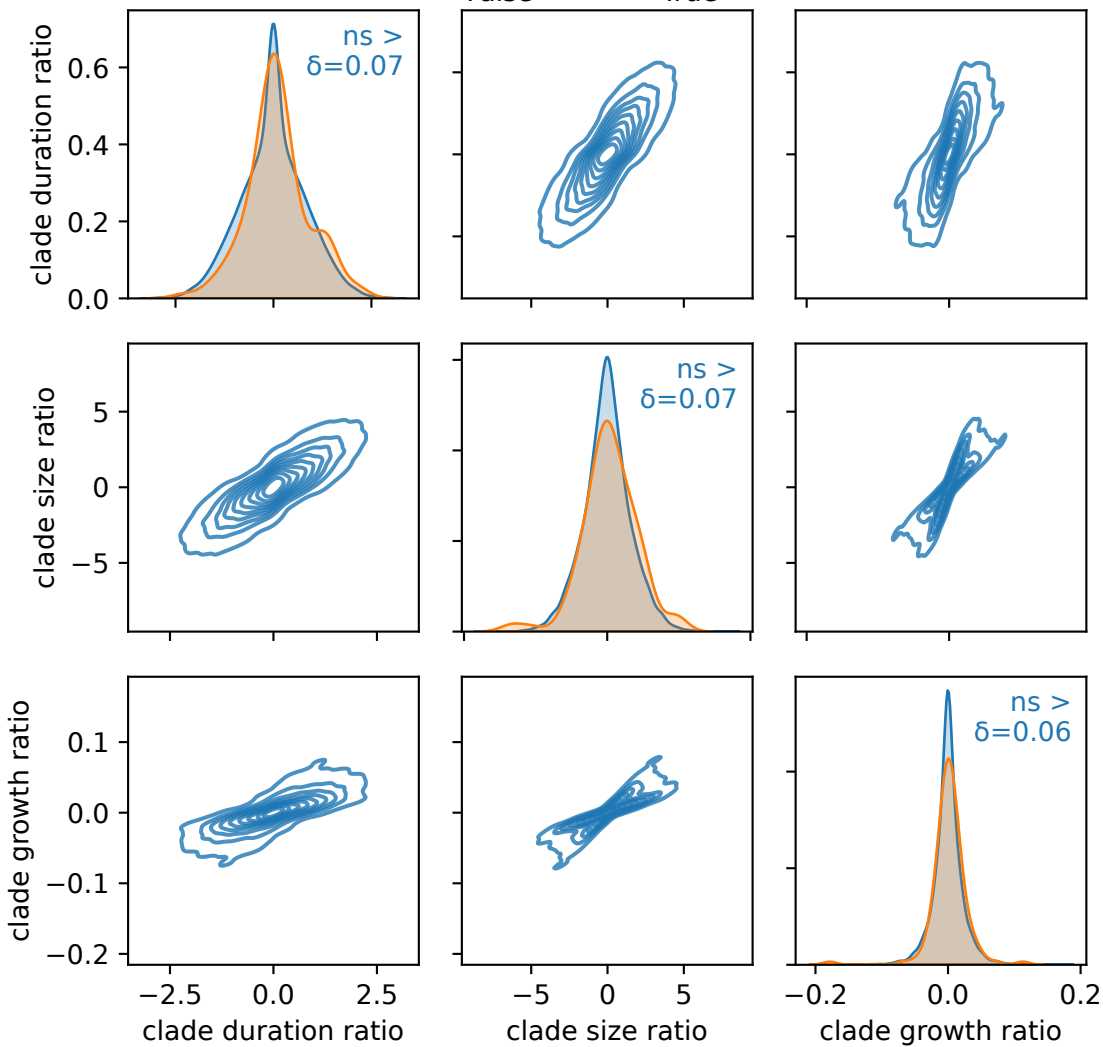 True
clade duration ratio
0.6
0.4
0.2
0.0
ns >
δ=0.07
clade size ratio
5
0
−5
ns >
δ=0.07
clade growth ratio
0.1
0.0
−0.1
−0.2
ns >
δ=0.06
−2.5 0.0 2.5
−5 0 5
−0.2 0.0 0.2
clade duration ratio
clade size ratio
clade growth ratio